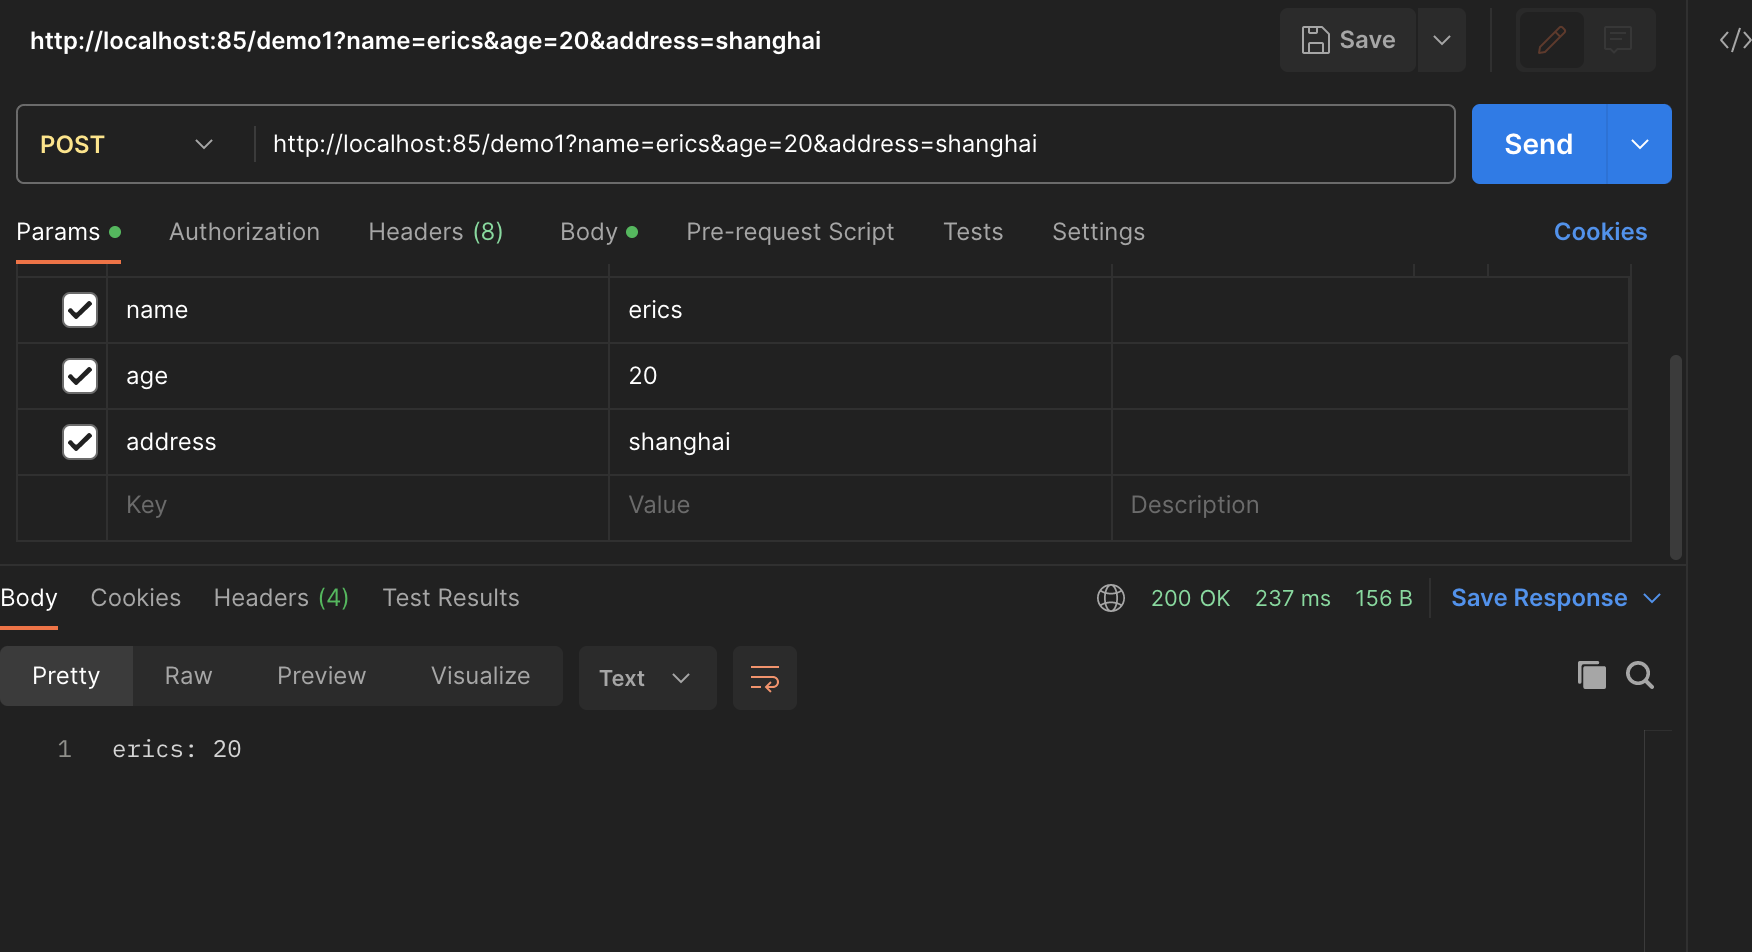 http://localhost:85/demo1?name=erics&age=20&address=shanghai Save </>
POST http://localhost:85/demo1?name=erics&age=20&address=shanghai Send
Params Authorization Headers (8) Body Pre-request Script Tests Settings Cookies
name erics
age 20
address shanghai
Key Value Description
Body Cookies Headers (4) Test Results 200 OK 237 ms 156 B Save Response
Pretty Raw Preview Visualize Text
1 erics: 20